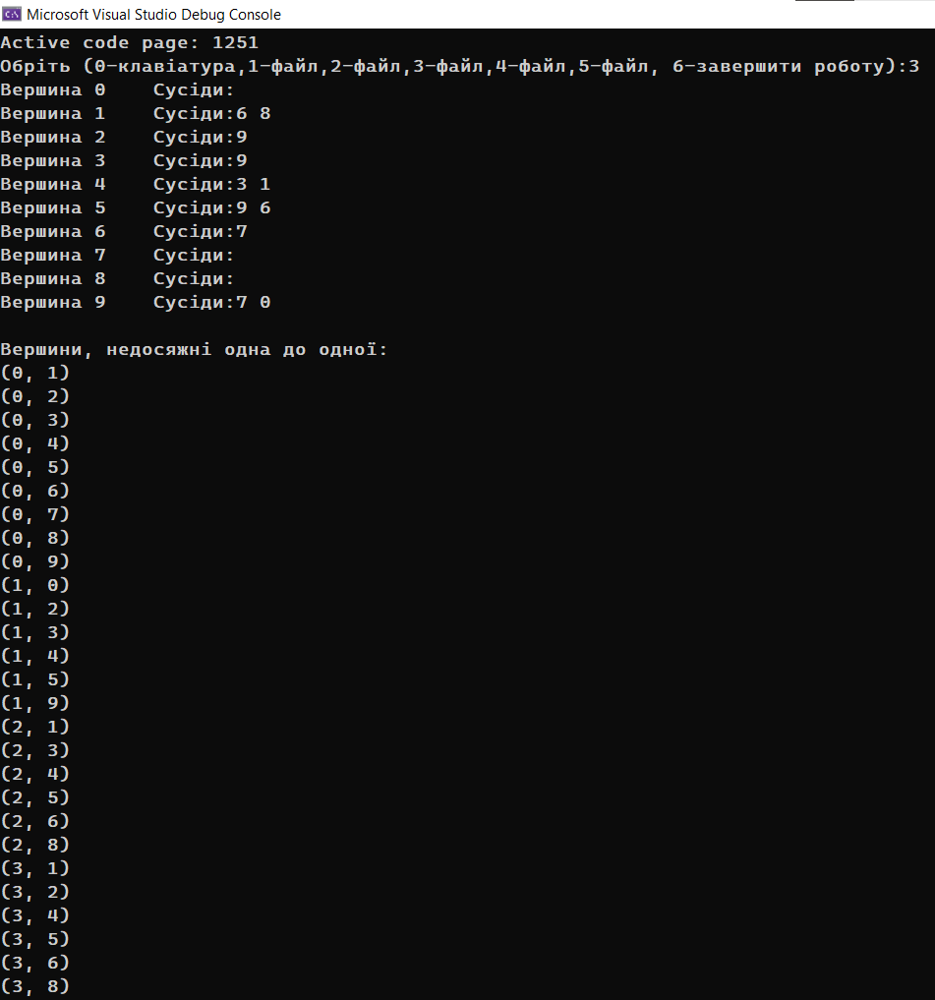 Microsoft Visual Studio Debug Console
Active code page: 1251
Обріть (0-клавіатура,1-файл,2-файл,3-файл,4-файл,5-файл, 6-завершити роботу):3
Вершина 0    Сусіди:
Вершина 1    Сусіди:6 8
Вершина 2    Сусіди:9
Вершина 3    Сусіди:9
Вершина 4    Сусіди:3 1
Вершина 5    Сусіди:9 6
Вершина 6    Сусіди:7
Вершина 7    Сусіди:
Вершина 8    Сусіди:
Вершина 9    Сусіди:7 0
Вершини, недосяжні одна до одної:
(0, 1)
(0, 2)
(0, 3)
(0, 4)
(0, 5)
(0, 6)
(0, 7)
(0, 8)
(0, 9)
(1, 0)
(1, 2)
(1, 3)
(1, 4)
(1, 5)
(1, 9)
(2, 1)
(2, 3)
(2, 4)
(2, 5)
(2, 6)
(2, 8)
(3, 1)
(3, 2)
(3, 4)
(3, 5)
(3, 6)
(3, 8)